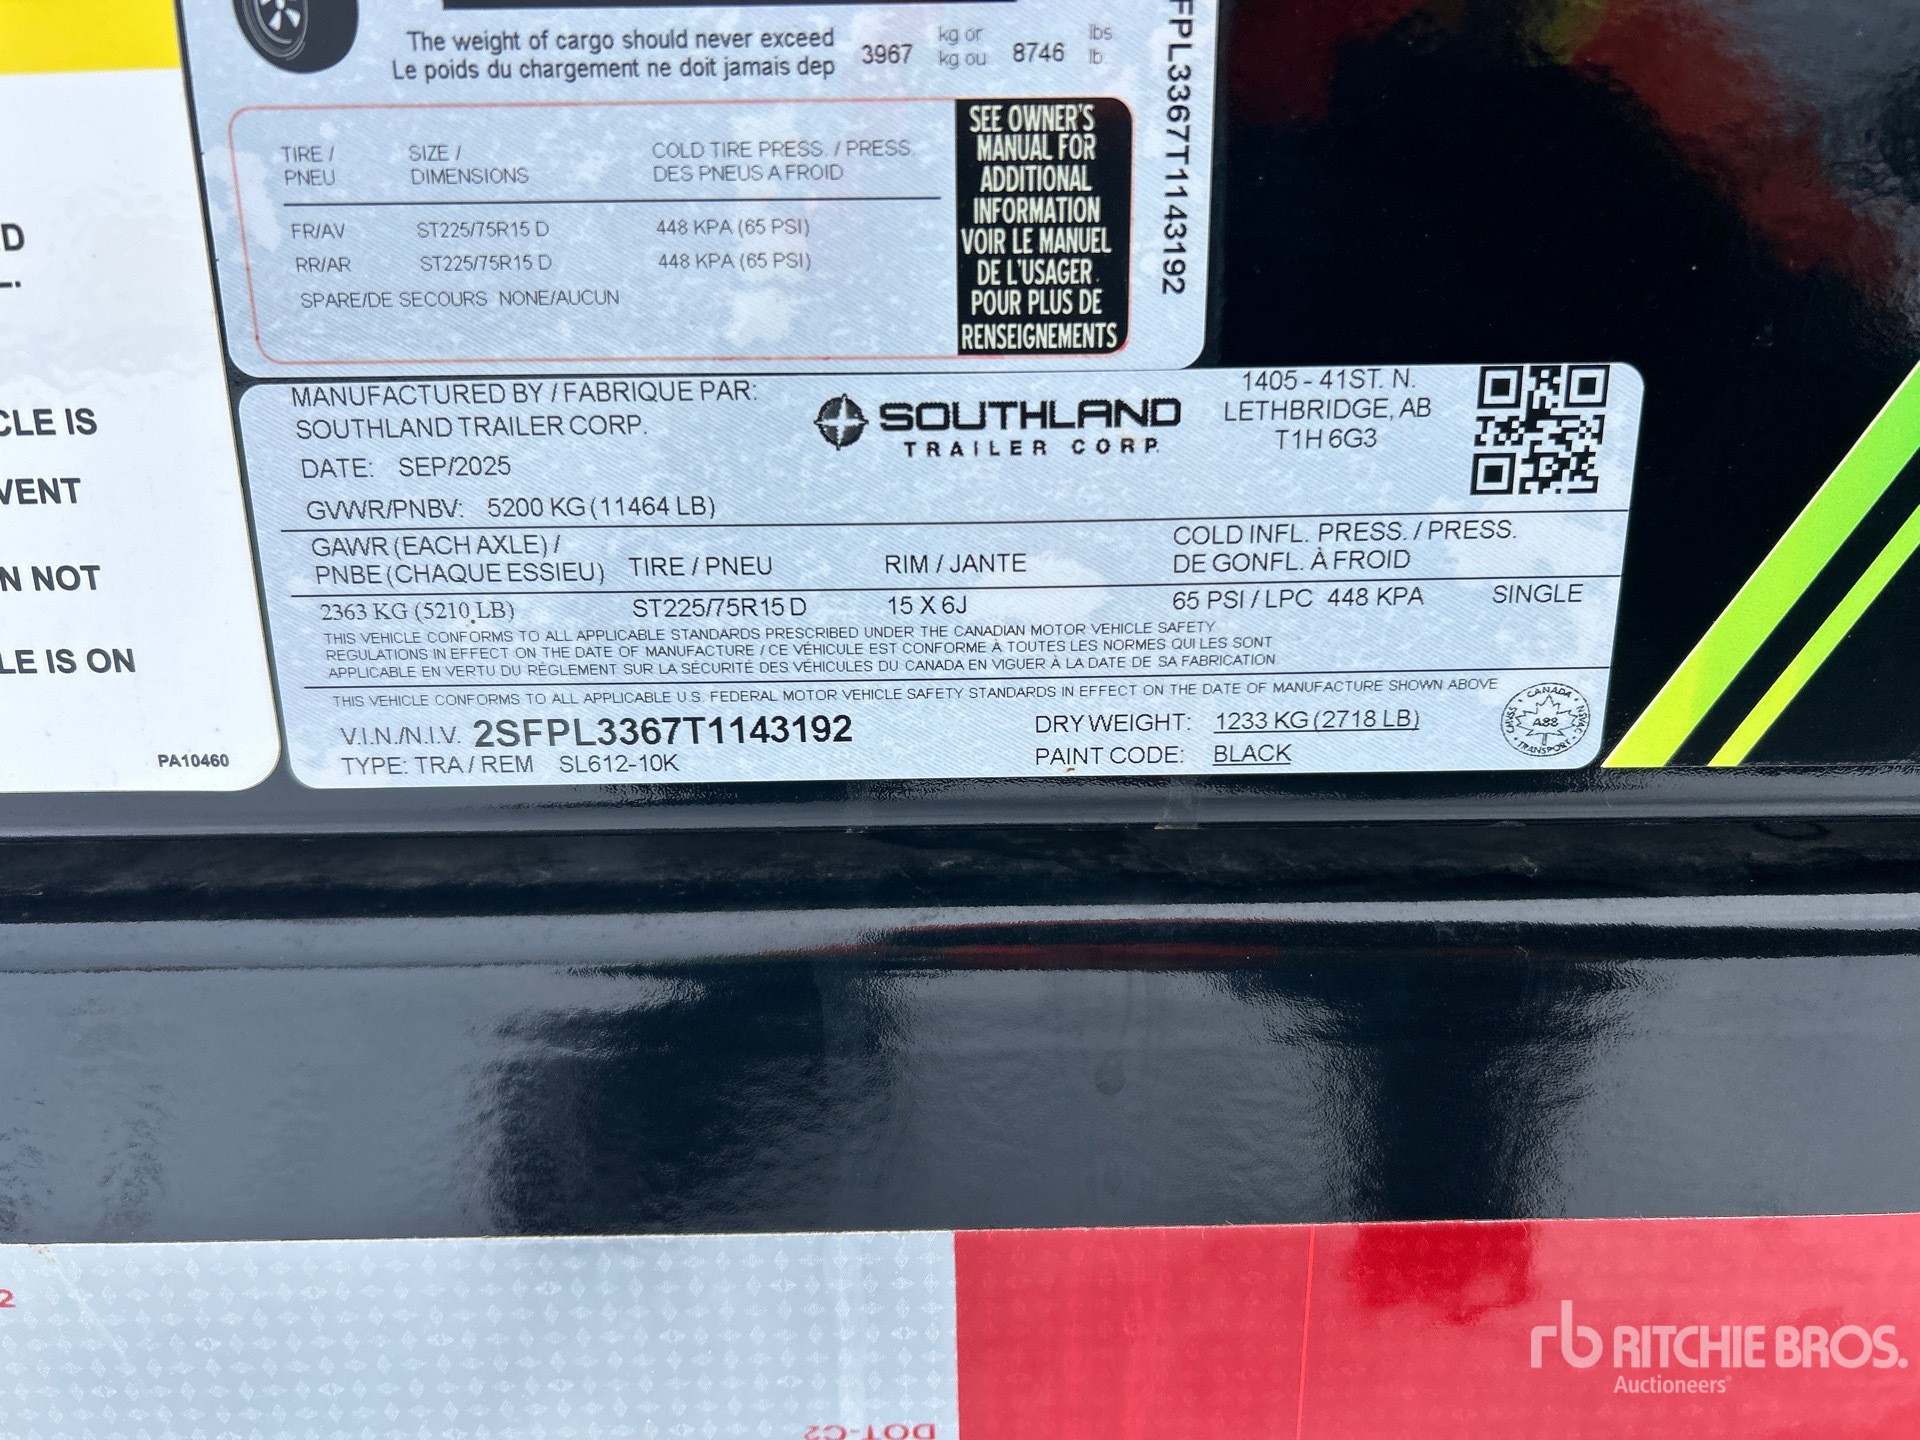 The weight of cargo should never exceed 3967 kg or 8746 lbs.
Le poids du chargement ne doit jamais dep kg ou lb.
TIRE / SIZE / COLD TIRE PRESS. / PRESS.
PNEU DIMENSIONS DES PNEUS A FROID
FR/AV ST225/75R15 D 448 KPA (65 PSI)
RR/AR ST225/75R15 D 448 KPA (65 PSI)
SPARE/DE SECOURS NONE/AUCUN
SEE OWNER'S
MANUAL FOR
ADDITIONAL
INFORMATION
VOIR LE MANUEL
DE L'USAGER
POUR PLUS DE
RENSEIGNEMENTS
FPL3367T1143192
D
L.
CLE IS
VENT
N NOT
LE IS ON
PA10460
MANUFACTURED BY / FABRIQUE PAR:
SOUTHLAND TRAILER CORP.
DATE: SEP/2025
GVWR/PNBV: 5200 KG (11464 LB)
SOUTHLAND
TRAILER CORP.
1405 - 41ST. N.
LETHBRIDGE, AB
T1H 6G3
GAWR (EACH AXLE) / TIRE / PNEU RIM / JANTE COLD INFL. PRESS. / PRESS.
PNBE (CHAQUE ESSIEU) DE GONFL. À FROID
2363 KG (5210 LB) ST225/75R15 D 15 X 6J 65 PSI / LPC 448 KPA SINGLE
THIS VEHICLE CONFORMS TO ALL APPLICABLE STANDARDS PRESCRIBED UNDER THE CANADIAN MOTOR VEHICLE SAFETY
REGULATIONS IN EFFECT ON THE DATE OF MANUFACTURE / CE VÉHICULE EST CONFORME À TOUTES LES NORMES QUI LES SONT
APPLICABLE EN VERTU DU RÈGLEMENT SUR LA SÉCURITÉ DES VÉHICULES DU CANADA EN VIGUER À LA DATE DE SA FABRICATION
THIS VEHICLE CONFORMS TO ALL APPLICABLE U.S. FEDERAL MOTOR VEHICLE SAFETY STANDARDS IN EFFECT ON THE DATE OF MANUFACTURE SHOWN ABOVE
V.I.N./N.I.V. 2SFPL3367T1143192 DRY WEIGHT: 1233 KG (2718 LB)
TYPE: TRA / REM SL612-10K PAINT CODE: BLACK
CANADA
A88
TRANSPORT
DOT-C2
rb RITCHIE BROS.
Auctioneers